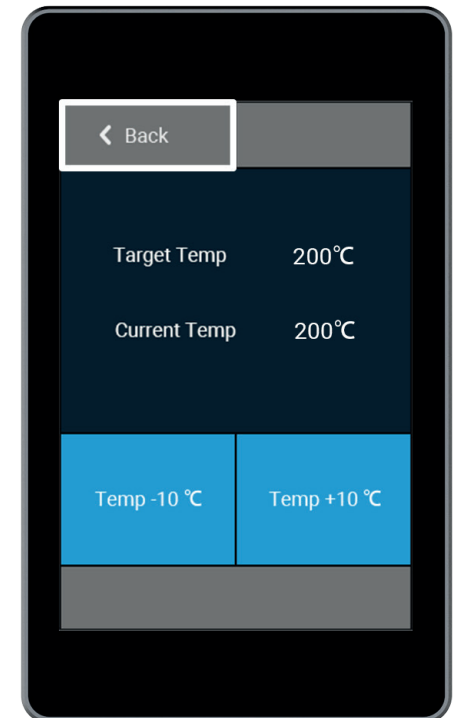 Back
Target Temp 200℃
Current Temp 200℃
Temp -10 ℃ Temp +10 ℃